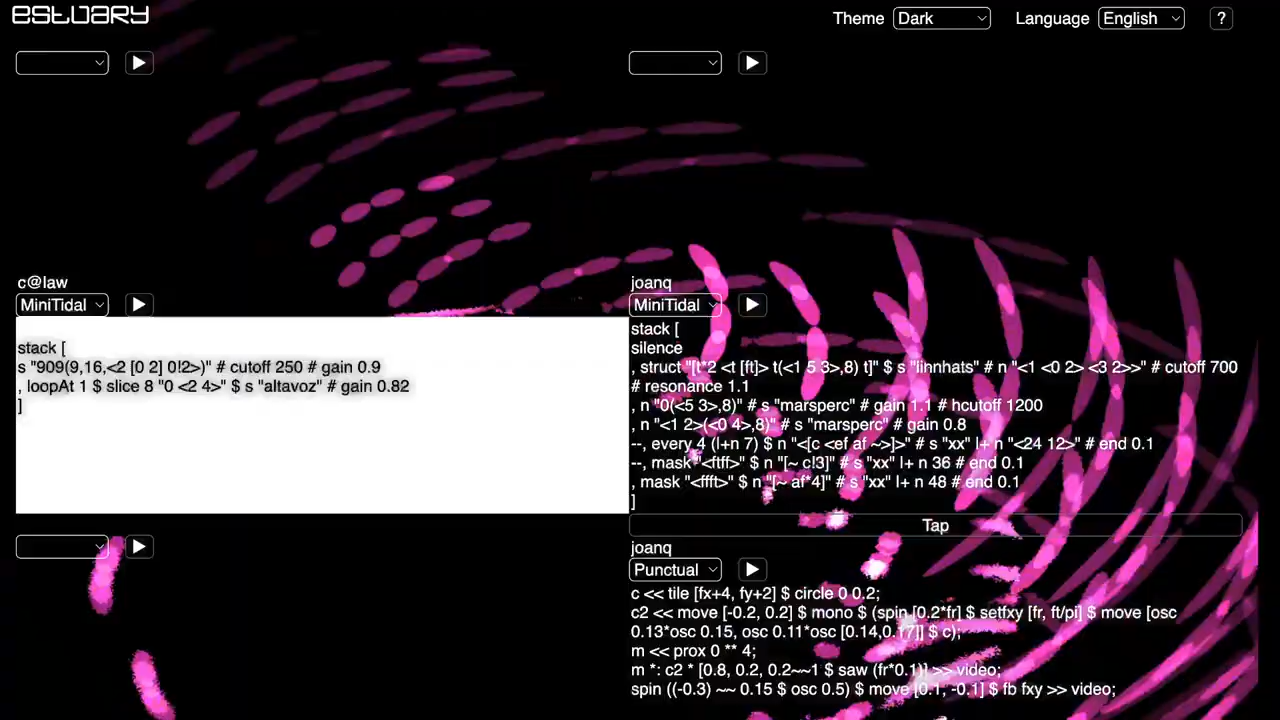 estuary
Theme Dark Language English ?
c@law
MiniTidal
stack [
s "909(9,16,<2 [0 2] 0!2>)" # cutoff 250 # gain 0.9
, loopAt 1 $ slice 8 "0 <2 4>" $ s "altavoz" # gain 0.82
]
joanq
MiniTidal
stack [
silence
, struct "[t*2 <t [ft]> t(<1 5 3>,8) t]" $ s "iihnhats" # n "<1 <0 2> <3 2>>" # cutoff 700
# resonance 1.1
, n "0(<5 3>,8)" # s "marsperc" # gain 1.1 # hcutoff 1200
, n "<1 2>(<0 4>,8)" # s "marsperc" # gain 0.8
--, every 4 (|+n 7) $ n "<[c <ef af ~>]>" # s "xx" |+ n "<24 12>" # end 0.1
--, mask "<ftff>" $ n "[~ c!3]" # s "xx" |+ n 36 # end 0.1
, mask "<ffft>" $ n "[~ af*4]" # s "xx" |+ n 48 # end 0.1
]
Tap
joanq
Punctual
c << tile [fx+4, fy+2] $ circle 0 0.2;
c2 << move [-0.2, 0.2] $ mono $ (spin [0.2*fr] $ setfxy [fr, ft/pi] $ move [osc
0.13*osc 0.15, osc 0.11*osc [0.14,0.17]] $ c);
m << prox 0 ** 4;
m *: c2 * [0.8, 0.2, 0.2~~1 $ saw (fr*0.1)] >> video;
spin ((-0.3) ~~ 0.15 $ osc 0.5) $ move [0.1, -0.1] $ fb fxy >> video;